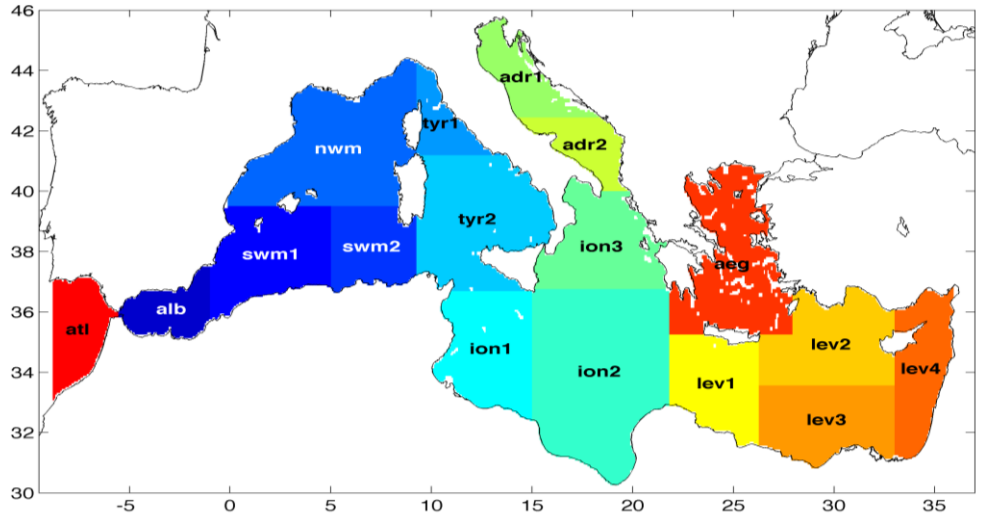 46
44
42
40
38
36
34
32
30
-5
0
5
10
15
20
25
30
35
adr1
tyr1
adr2
nwm
tyr2
swm1
swm2
ion3
aeg
alb
atl
ion1
ion2
lev1
lev2
lev3
lev4